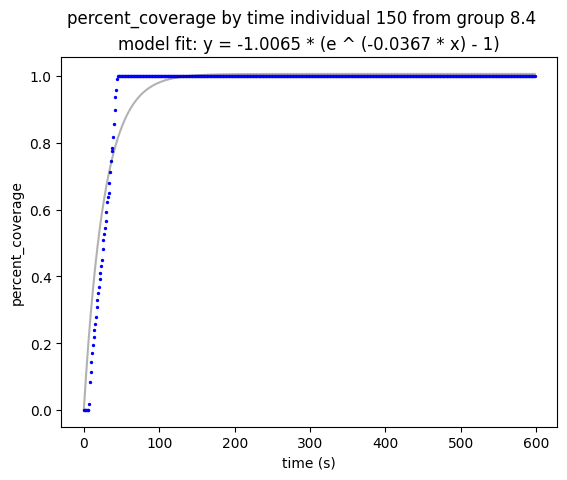 percent_coverage by time individual 150 from group 8.4
model fit: y = -1.0065 * (e ^ (-0.0367 * x) - 1)
1.0
0.8
0.6
0.4
0.2
0.0
percent_coverage
0 100 200 300 400 500 600
time (s)